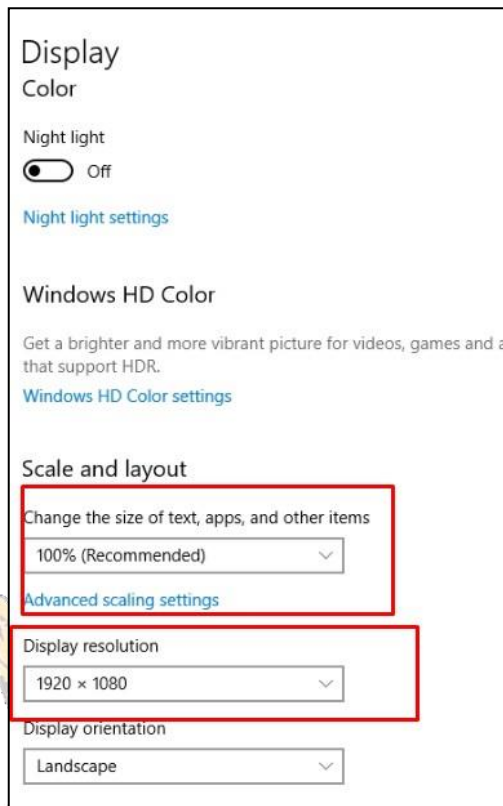 Display
Color
Night light
Off
Night light settings
Windows HD Color
Get a brighter and more vibrant picture for videos, games and a
that support HDR.
Windows HD Color settings
Scale and layout
Change the size of text, apps, and other items
100% (Recommended)
Advanced scaling settings
Display resolution
1920 × 1080
Display orientation
Landscape